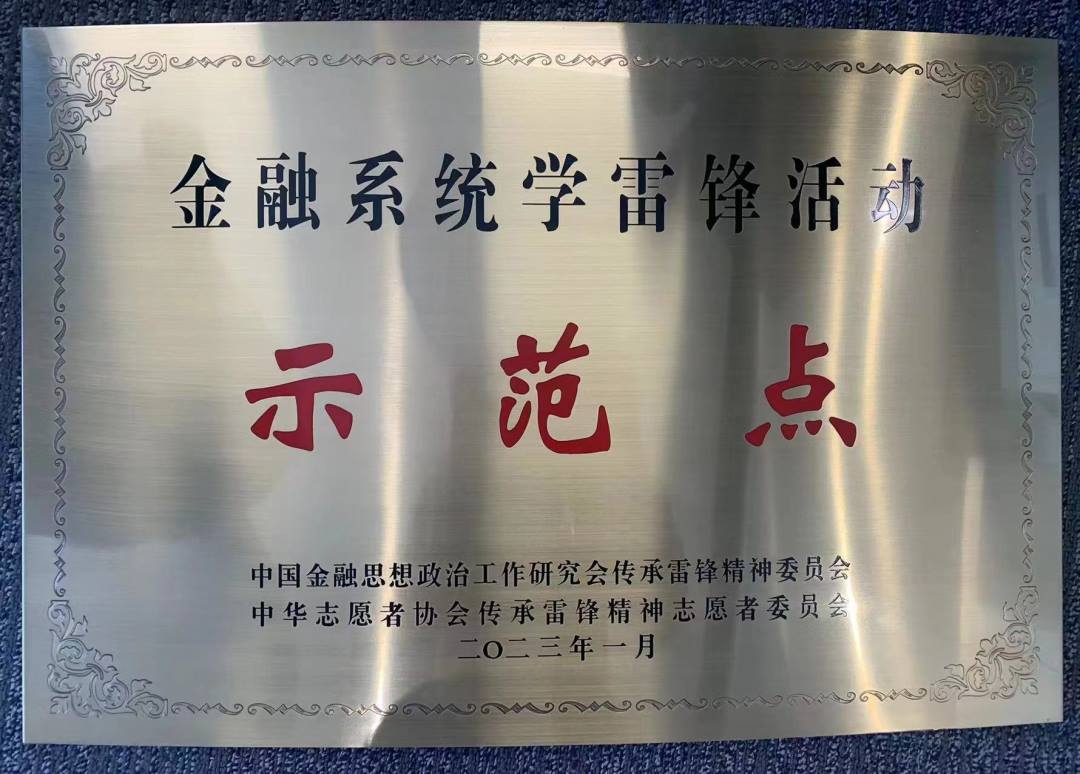 金融系统学雷锋活动
示范点
中国金融思想政治工作研究会传承雷锋精神委员会
中华志愿者协会传承雷锋精神志愿者委员会
二〇二三年一月